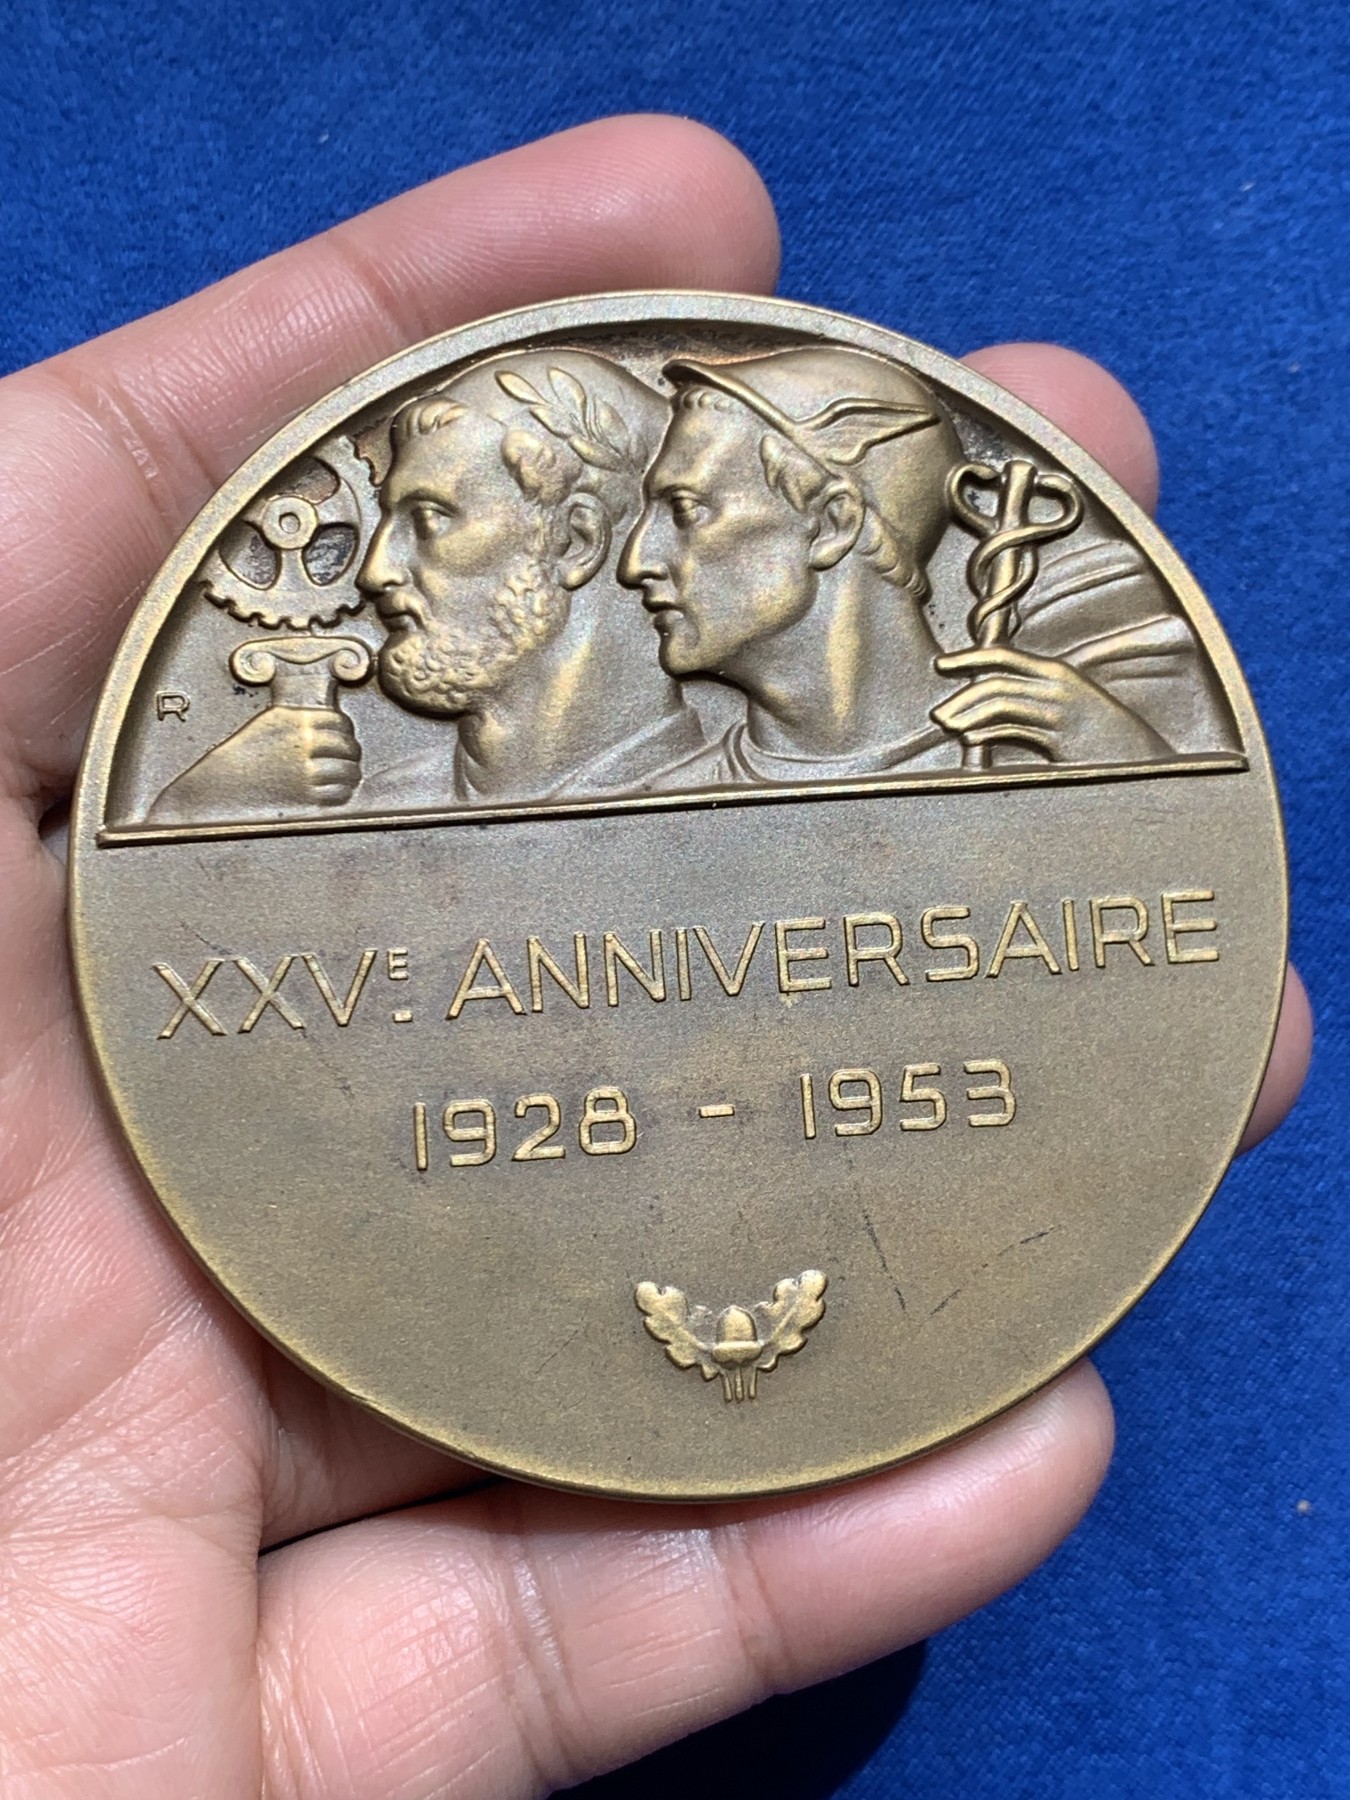 R
XXVE ANNIVERSAIRE
1928 - 1953